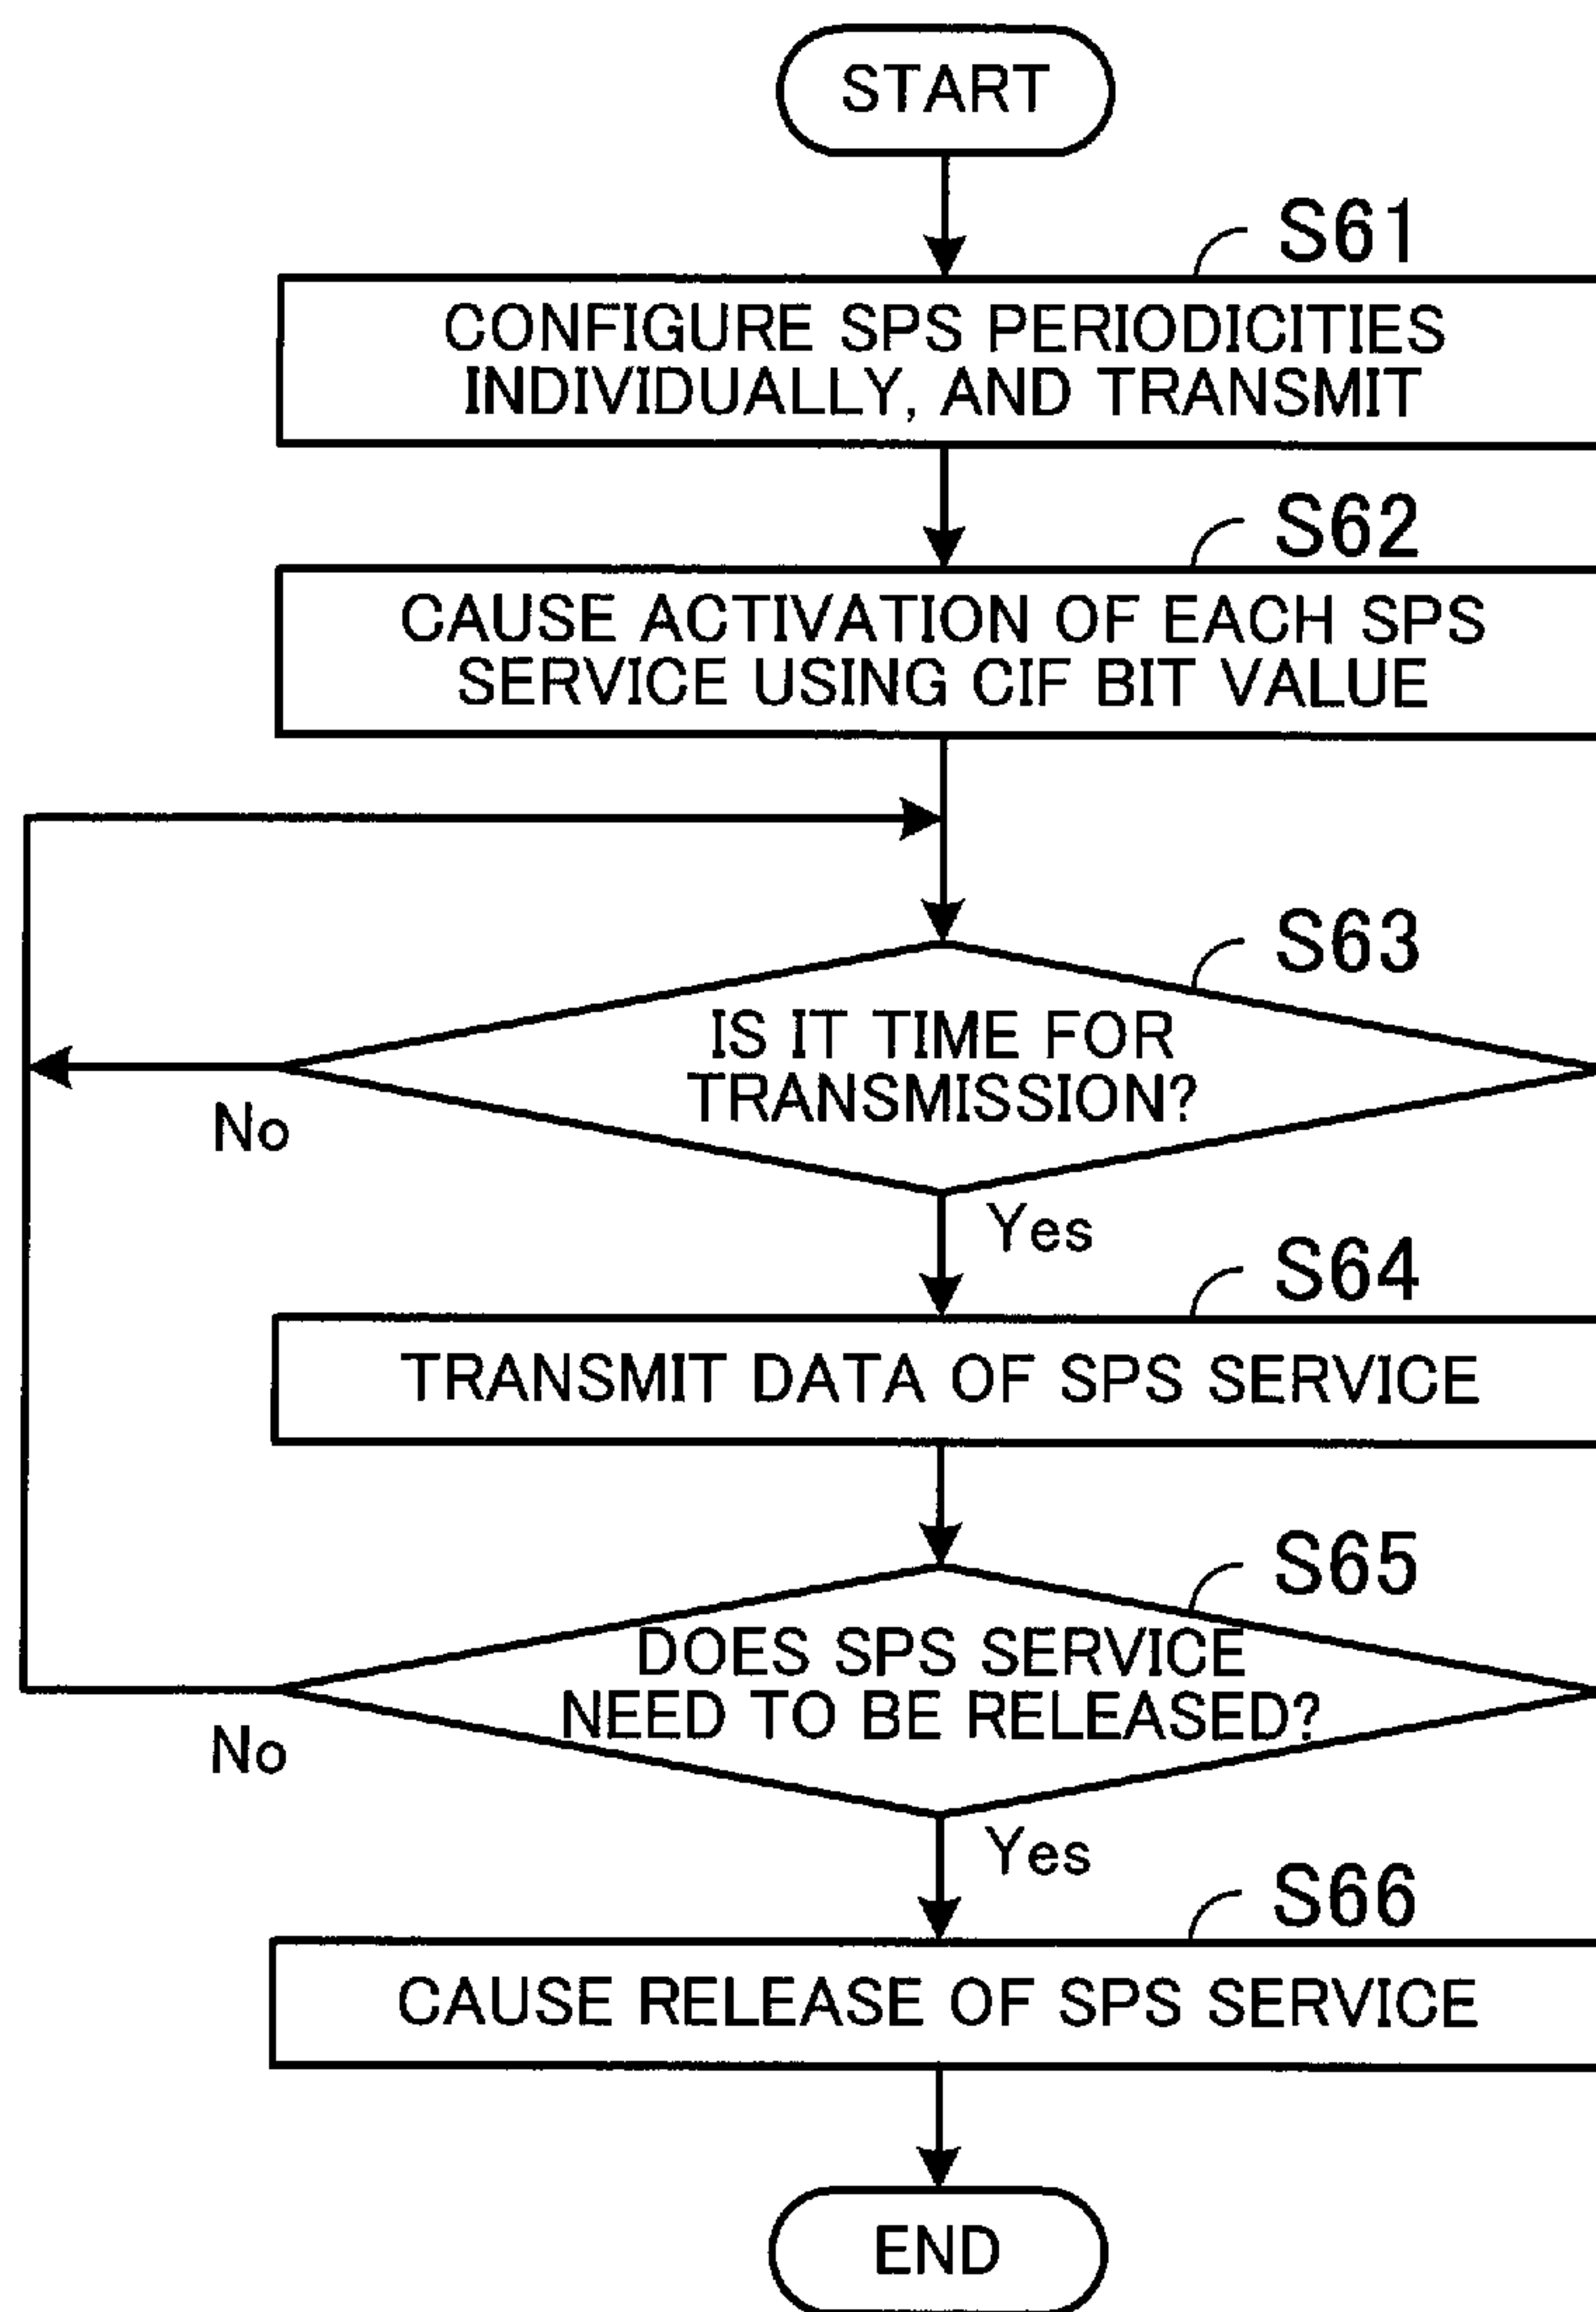 START
S61
CONFIGURE SPS PERIODICITIES
INDIVIDUALLY, AND TRANSMIT
S62
CAUSE ACTIVATION OF EACH SPS
SERVICE USING CIF BIT VALUE
S63
IS IT TIME FOR
TRANSMISSION?
No
Yes
S64
TRANSMIT DATA OF SPS SERVICE
S65
DOES SPS SERVICE
NEED TO BE RELEASED?
No
Yes
S66
CAUSE RELEASE OF SPS SERVICE
END